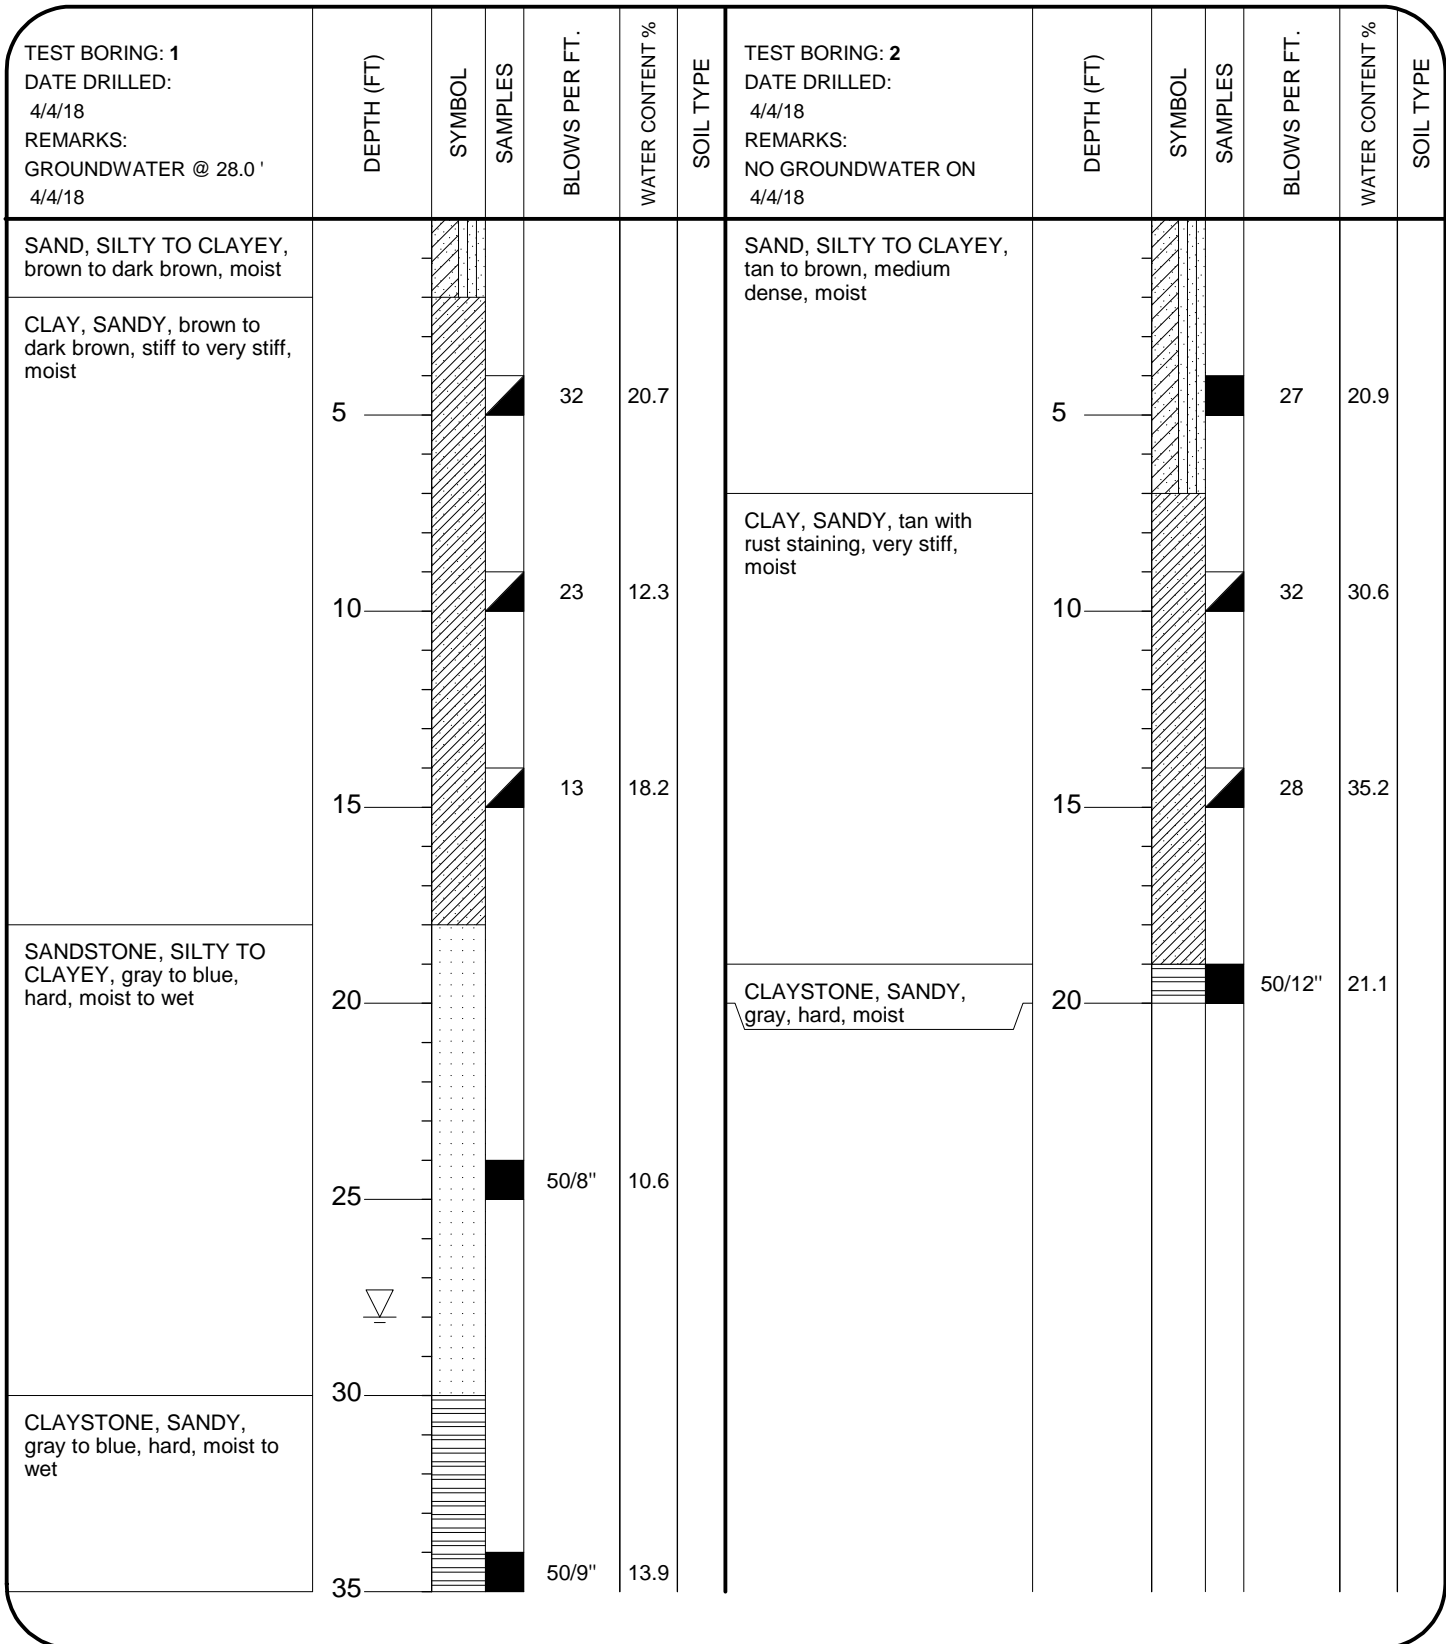 TEST BORING: 1
DATE DRILLED:
4/4/18
REMARKS:
GROUNDWATER @ 28.0 '
4/4/18
DEPTH (FT)
SYMBOL
SAMPLES
BLOWS PER FT.
WATER CONTENT %
SOIL TYPE
SAND, SILTY TO CLAYEY,
brown to dark brown, moist
CLAY, SANDY, brown to
dark brown, stiff to very stiff,
moist
5 32 20.7
10 23 12.3
15 13 18.2
SANDSTONE, SILTY TO
CLAYEY, gray to blue,
hard, moist to wet
20
25 50/8" 10.6
30
CLAYSTONE, SANDY,
gray to blue, hard, moist to
wet
35 50/9" 13.9
TEST BORING: 2
DATE DRILLED:
4/4/18
REMARKS:
NO GROUNDWATER ON
4/4/18
DEPTH (FT)
SYMBOL
SAMPLES
BLOWS PER FT.
WATER CONTENT %
SOIL TYPE
SAND, SILTY TO CLAYEY,
tan to brown, medium
dense, moist
5 27 20.9
CLAY, SANDY, tan with
rust staining, very stiff,
moist
10 32 30.6
15 28 35.2
CLAYSTONE, SANDY,
gray, hard, moist
20 50/12" 21.1